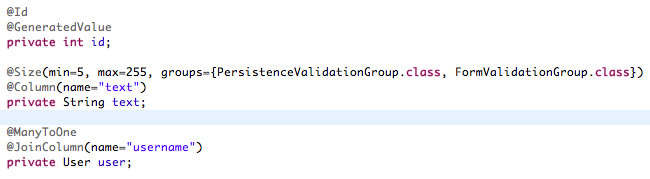 @Id
@GeneratedValue
private int id;
@Size(min=5, max=255, groups={PersistenceValidationGroup.class, FormValidationGroup.class})
@Column(name="text")
private String text;
@ManyToOne
@JoinColumn(name="username")
private User user;